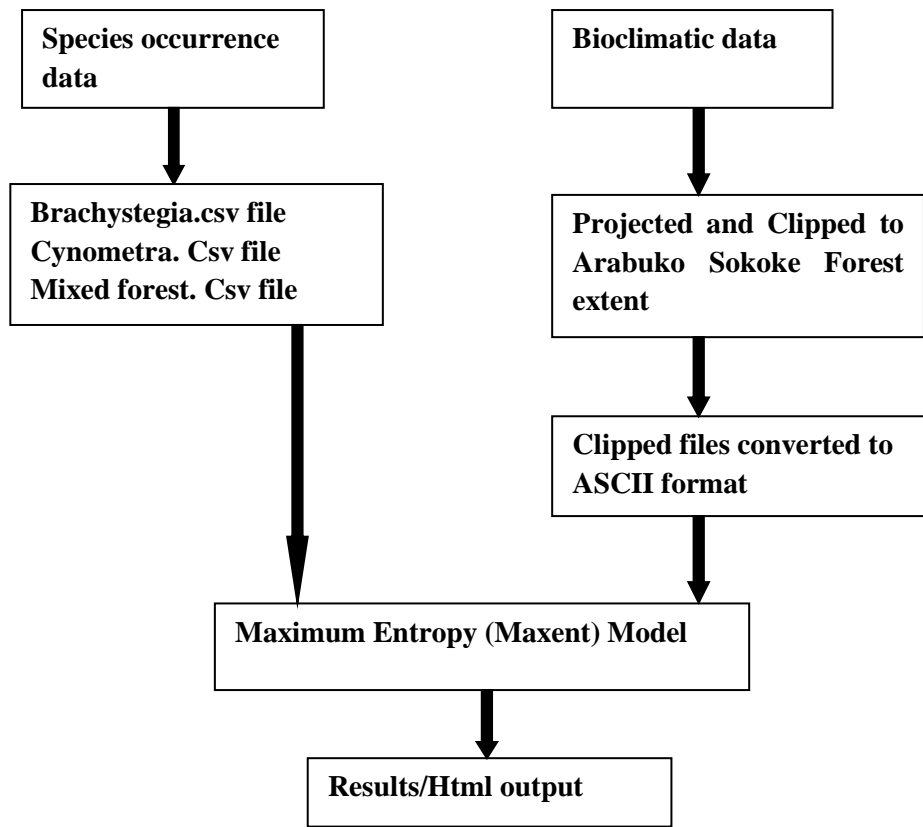 Species occurrence
data
Bioclimatic data
Brachystegia.csv file
Cynometra. Csv file
Mixed forest. Csv file
Projected and Clipped to
Arabuko Sokoke Forest
extent
Clipped files converted to
ASCII format
Maximum Entropy (Maxent) Model
Results/Html output